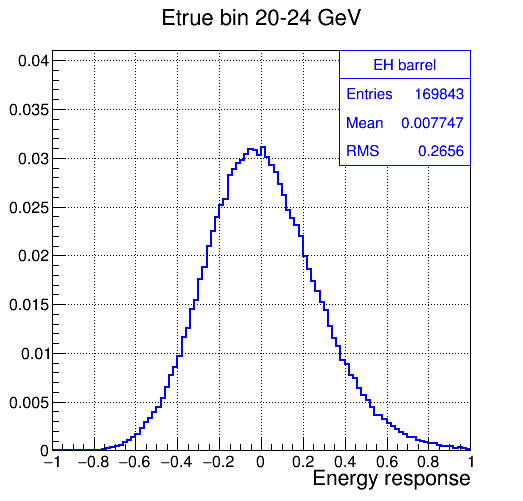 Etrue bin 20-24 GeV
EH barrel
Entries 169843
Mean 0.007747
RMS 0.2656
0.04
0.035
0.03
0.025
0.02
0.015
0.01
0.005
0
−1 −0.8 −0.6 −0.4 −0.2 0 0.2 0.4 0.6 0.8 1
Energy response